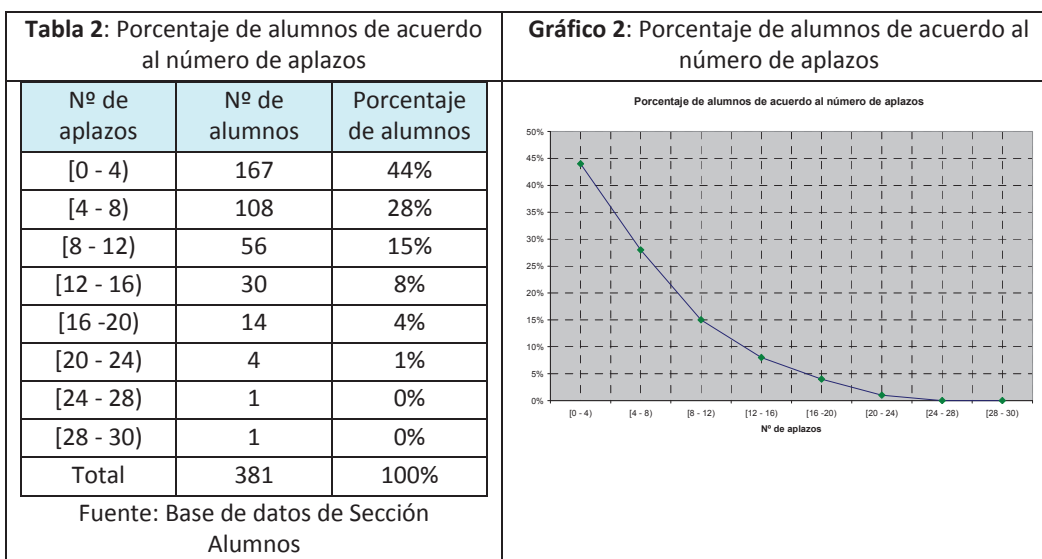 Tabla 2: Porcentaje de alumnos de acuerdo
al número de aplazos
Nº de aplazos Nº de alumnos Porcentaje de alumnos
[0 - 4) 167 44%
[4 - 8) 108 28%
[8 - 12) 56 15%
[12 - 16) 30 8%
[16 -20) 14 4%
[20 - 24) 4 1%
[24 - 28) 1 0%
[28 - 30) 1 0%
Total 381 100%
Fuente: Base de datos de Sección
Alumnos
Gráfico 2: Porcentaje de alumnos de acuerdo al
número de aplazos
Porcentaje de alumnos de acuerdo al número de aplazos
50%
45%
40%
35%
30%
25%
20%
15%
10%
5%
0%
[0 - 4) [4 - 8) [8 - 12) [12 - 16) [16 -20) [20 - 24) [24 - 28) [28 - 30)
Nº de aplazos